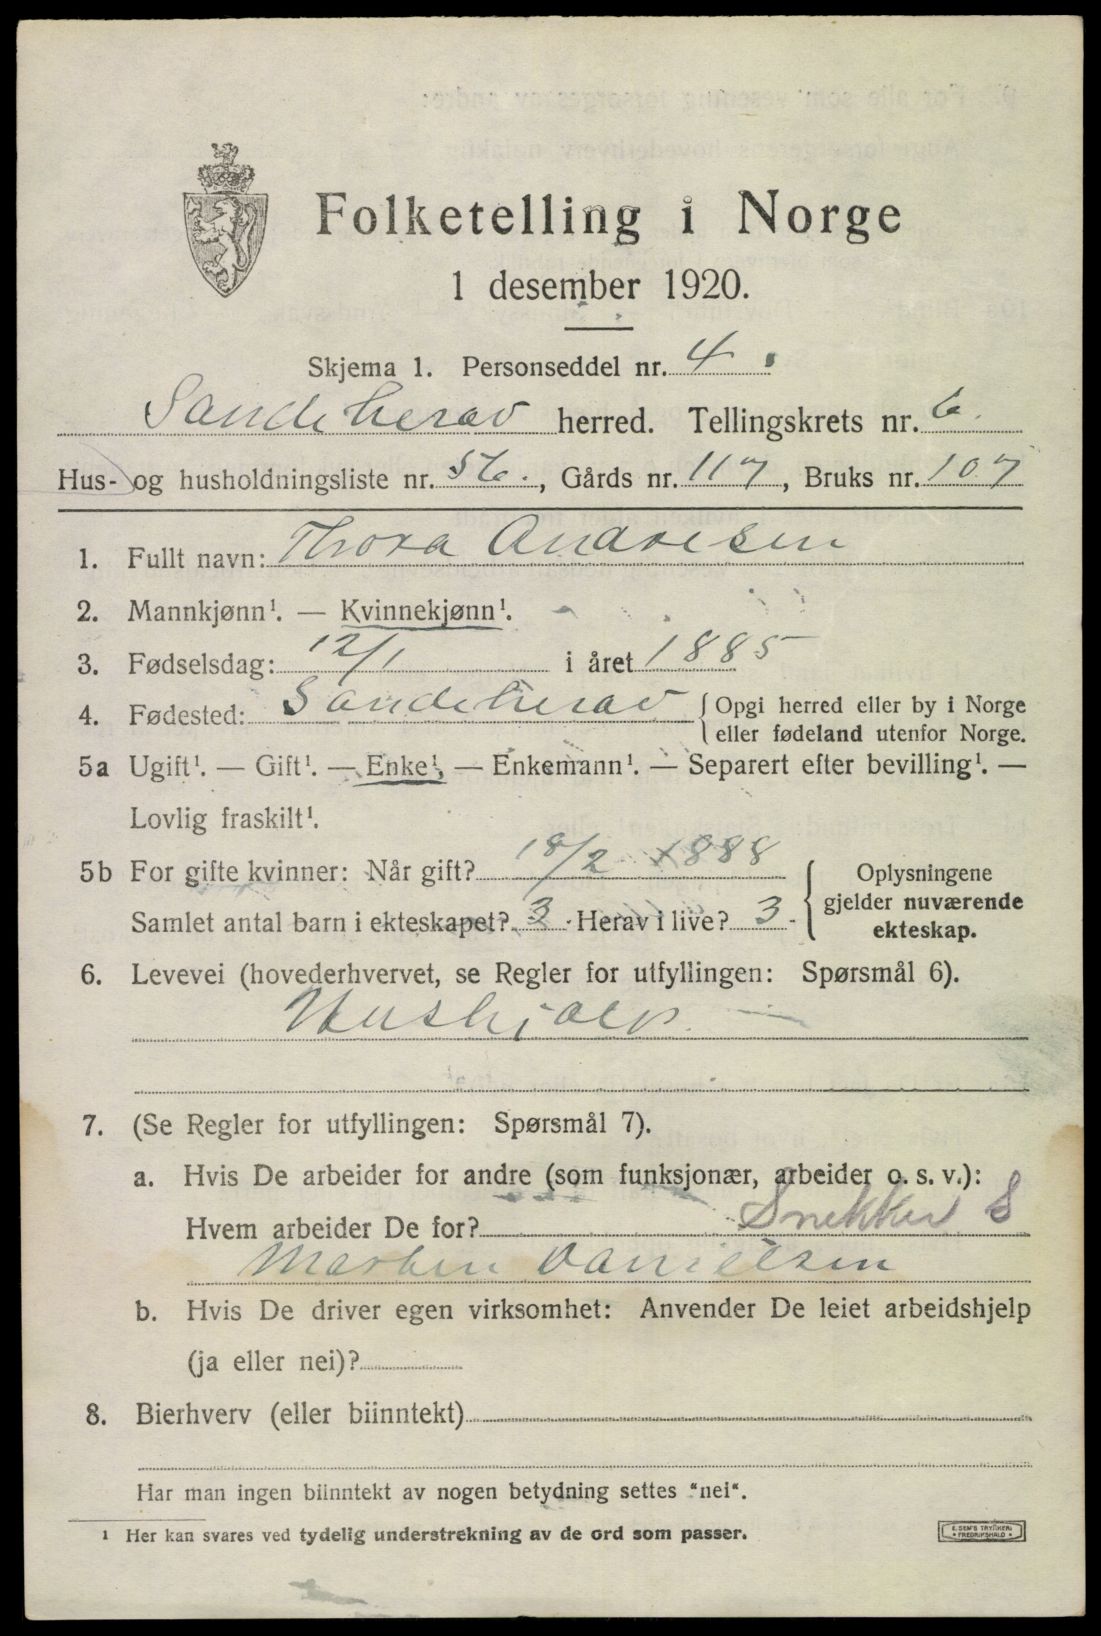 Folketelling i Norge
1 desember 1920.
Skjema 1. Personseddel nr. 4.
Sandeherav herred. Tellingskrets nr. 6.
Hus- og husholdningsliste nr. 56., Gårds nr. 117, Bruks nr. 107
1. Fullt navn: Thora Andresen
2. Mannkjønn¹. — Kvinnekjønn¹.
3. Fødselsdag: 12/1 i året 1885
4. Fødested: Sandeherav { Opgi herred eller by i Norge
eller fødeland utenfor Norge.
5a Ugift¹. — Gift¹. — Enke¹, — Enkemann¹. — Separert efter bevilling¹. —
Lovlig fraskilt¹.
5b For gifte kvinner: Når gift? 18/2 1888
Samlet antal barn i ekteskapet? 3 Herav i live? 3
{ Oplysningene
gjelder nuværende
ekteskap.
6. Levevei (hovederhvervet, se Regler for utfyllingen: Spørsmål 6).
Hushjælp.
7. (Se Regler for utfyllingen: Spørsmål 7).
a. Hvis De arbeider for andre (som funksjonær, arbeider o. s. v.):
Hvem arbeider De for? Snekker S
Martin Danielsen
b. Hvis De driver egen virksomhet: Anvender De leiet arbeidshjelp
(ja eller nei)?
8. Bierhverv (eller biinntekt)
Har man ingen biinntekt av nogen betydning settes "nei".
¹ Her kan svares ved tydelig understrekning av de ord som passer.
E. SEM'S TRYKKERI
FREDRIKSHALD